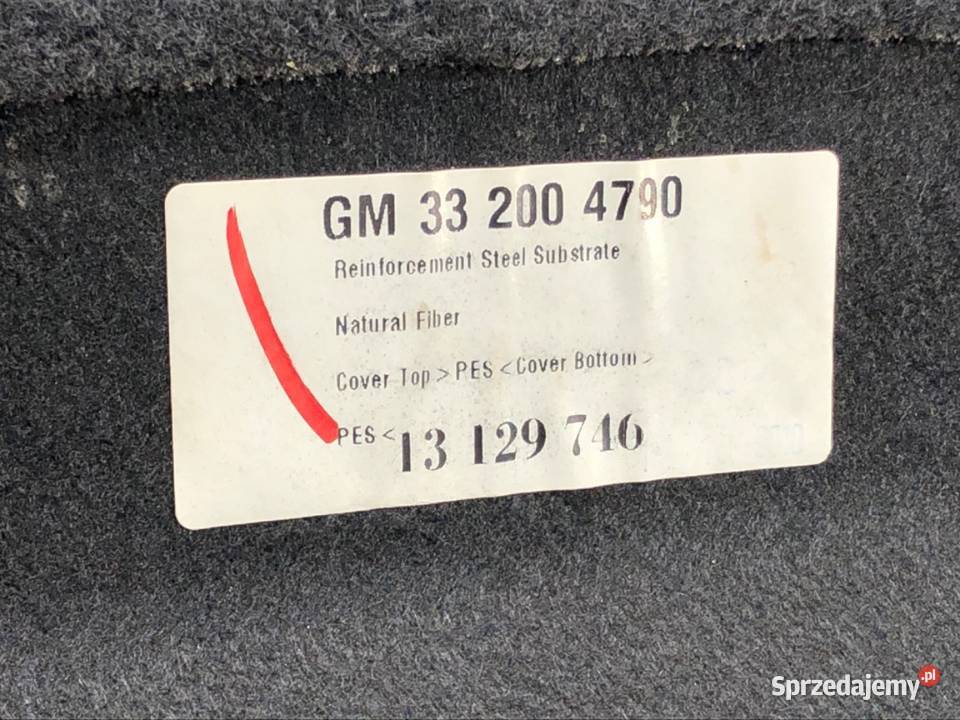 GM 33 200 4790
Reinforcement Steel Substrate
Natural Fiber
Cover Top > PES < Cover Bottom >
PES < 13 129 746
Sprzedajemy.pl